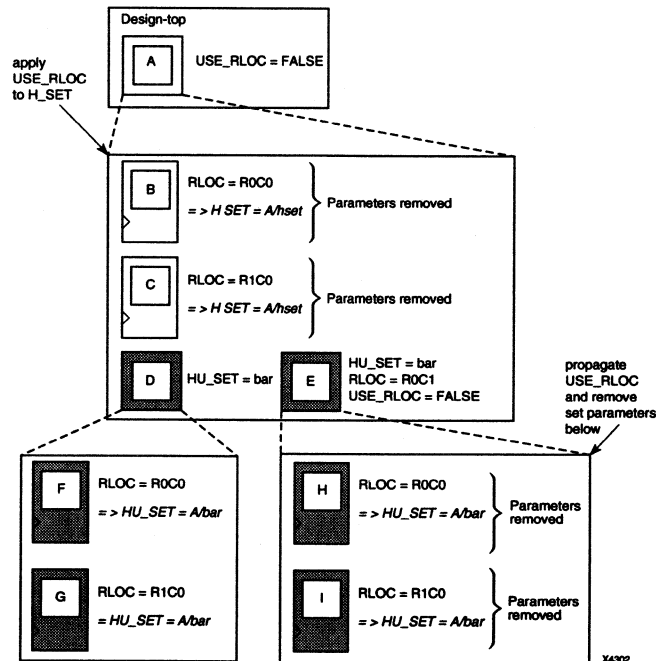 Design-top
A
USE_RLOC = FALSE
apply
USE_RLOC
to H_SET
B
RLOC = R0C0
= > H SET = A/hset
Parameters removed
C
RLOC = R1C0
= > H SET = A/hset
Parameters removed
D
HU_SET = bar
E
HU_SET = bar
RLOC = R0C1
USE_RLOC = FALSE
propagate
USE_RLOC
and remove
set parameters
below
F
RLOC = R0C0
= > HU_SET = A/bar
G
RLOC = R1C0
= HU_SET = A/bar
H
RLOC = R0C0
= > HU_SET = A/bar
Parameters
removed
I
RLOC = R1C0
= > HU_SET = A/bar
Parameters
removed
X4302